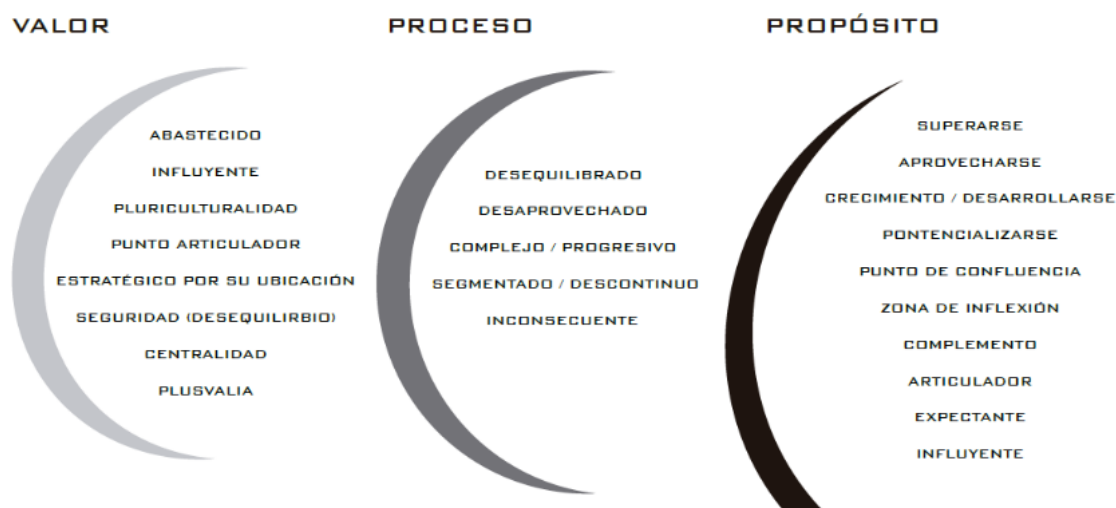 VALOR
ABASTECIDO
INFLUYENTE
PLURICULTURALIDAD
PUNTO ARTICULADOR
ESTRATÉGICO POR SU UBICACIÓN
SEGURIDAD (DESEQUILIRBIO)
CENTRALIDAD
PLUSVALIA
PROCESO
DESEQUILIBRADO
DESAPROVECHADO
COMPLEJO / PROGRESIVO
SEGMENTADO / DESCONTINUO
INCONSECUENTE
PROPÓSITO
SUPERARSE
APROVECHARSE
CRECIMIENTO / DESARROLLARSE
PONTENCIALIZARSE
PUNTO DE CONFLUENCIA
ZONA DE INFLEXIÓN
COMPLEMENTO
ARTICULADOR
EXPECTANTE
INFLUYENTE